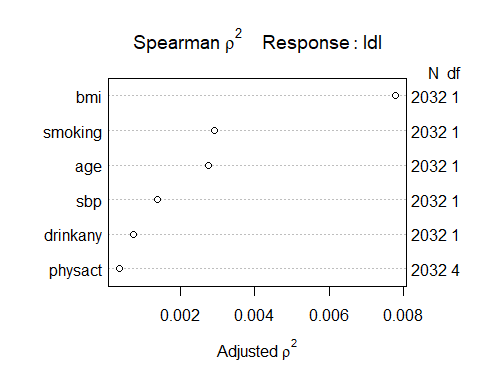 Spearman ρ² Response : ldl
N df
bmi 2032 1
smoking 2032 1
age 2032 1
sbp 2032 1
drinkany 2032 1
physact 2032 4
0.002 0.004 0.006 0.008
Adjusted ρ²